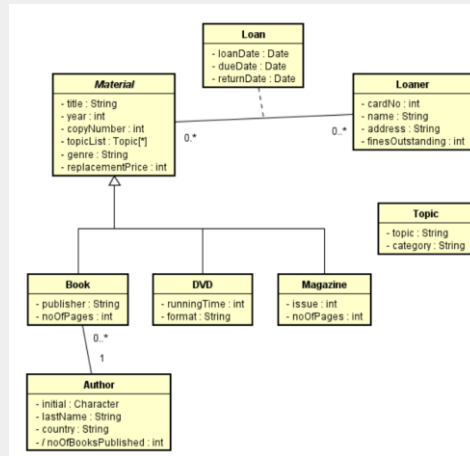 Loan
- loanDate : Date
- dueDate : Date
- returnDate : Date
Material
- title : String
- year : int
- copyNumber : int
- topicList : Topic[*]
- genre : String
- replacementPrice : int
0.*
0..*
Loaner
- cardNo : int
- name : String
- address : String
- finesOutstanding : int
Topic
- topic : String
- category : String
Book
- publisher : String
- noOfPages : int
DVD
- runningTime : int
- format : String
Magazine
- issue : int
- noOfPages : int
0..*
1
Author
- initial : Character
- lastName : String
- country : String
- / noOfBooksPublished : int